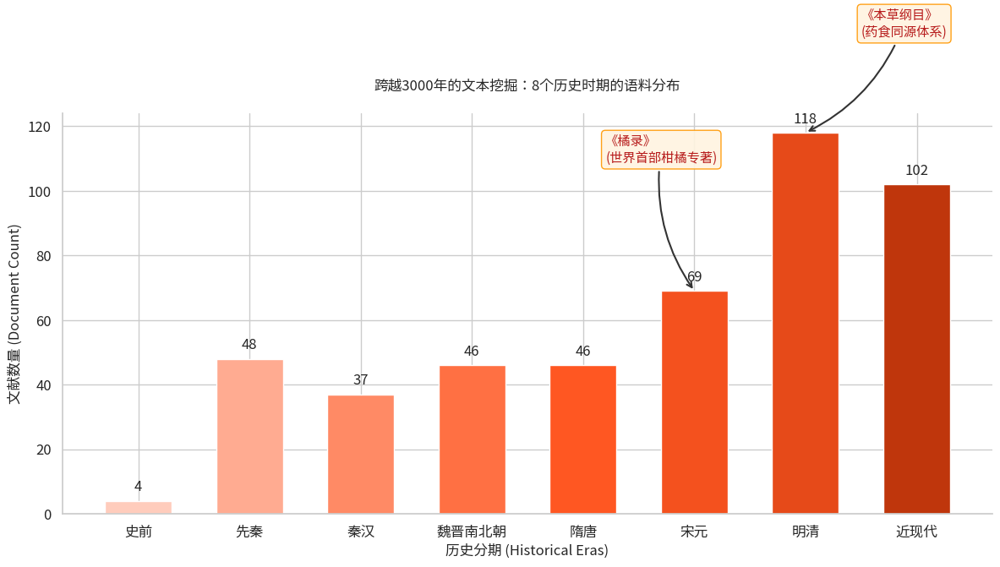 《本草纲目》
(药食同源体系)
跨越3000年的文本挖掘：8个历史时期的语料分布
《橘录》
(世界首部柑橘专著)
文献数量 (Document Count)
120
100
80
60
40
20
0
4
48
37
46
46
69
118
102
史前
先秦
秦汉
魏晋南北朝
隋唐
宋元
明清
近现代
历史分期 (Historical Eras)